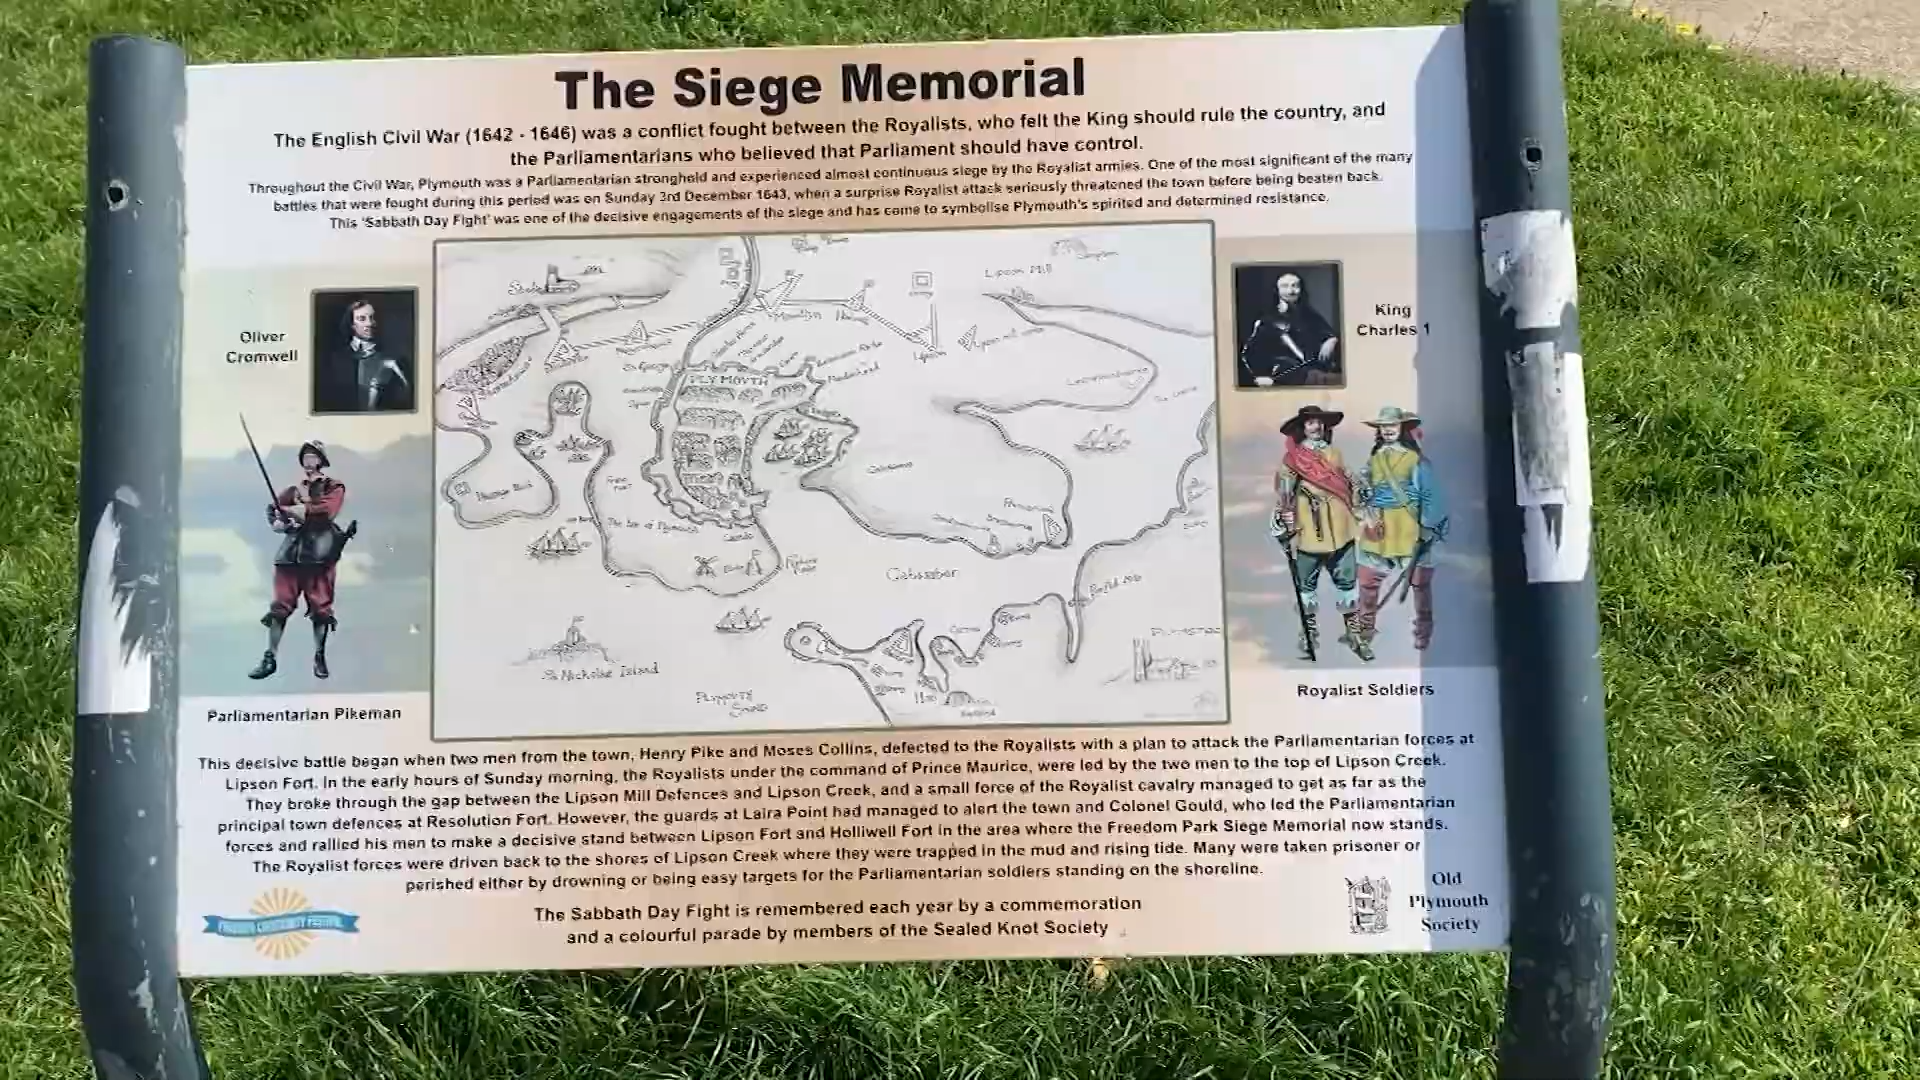 The Siege Memorial
The English Civil War (1642 - 1646) was a conflict fought between the Royalists, who felt the King should rule the country, and
the Parliamentarians who believed that Parliament should have control.
Throughout the Civil War, Plymouth was a Parliamentarian stronghold and experienced almost continuous siege by the Royalist armies. One of the most significant of the many
battles that were fought during this period was on Sunday 3rd December 1643, when a surprise Royalist attack seriously threatened the town before being beaten back.
This 'Sabbath Day Fight' was one of the decisive engagements of the siege and has come to symbolise Plymouth's spirited and determined resistance.
Oliver
Cromwell
King
Charles 1
Lipson Mill
PLYMOVTH
Catwater
St Nicholas Island
PLYMOVTH
SOUND
Parliamentarian Pikeman
Royalist Soldiers
This decisive battle began when two men from the town, Henry Pike and Moses Collins, defected to the Royalists with a plan to attack the Parliamentarian forces at
Lipson Fort. In the early hours of Sunday morning, the Royalists under the command of Prince Maurice, were led by the two men to the top of Lipson Creek.
They broke through the gap between the Lipson Mill Defences and Lipson Creek, and a small force of the Royalist cavalry managed to get as far as the
principal town defences at Resolution Fort. However, the guards at Laira Point had managed to alert the town and Colonel Gould, who led the Parliamentarian
forces and rallied his men to make a decisive stand between Lipson Fort and Holliwell Fort in the area where the Freedom Park Siege Memorial now stands.
The Royalist forces were driven back to the shores of Lipson Creek where they were trapped in the mud and rising tide. Many were taken prisoner or
perished either by drowning or being easy targets for the Parliamentarian soldiers standing on the shoreline.
The Sabbath Day Fight is remembered each year by a commemoration
and a colourful parade by members of the Sealed Knot Society
Old
Plymouth
Society